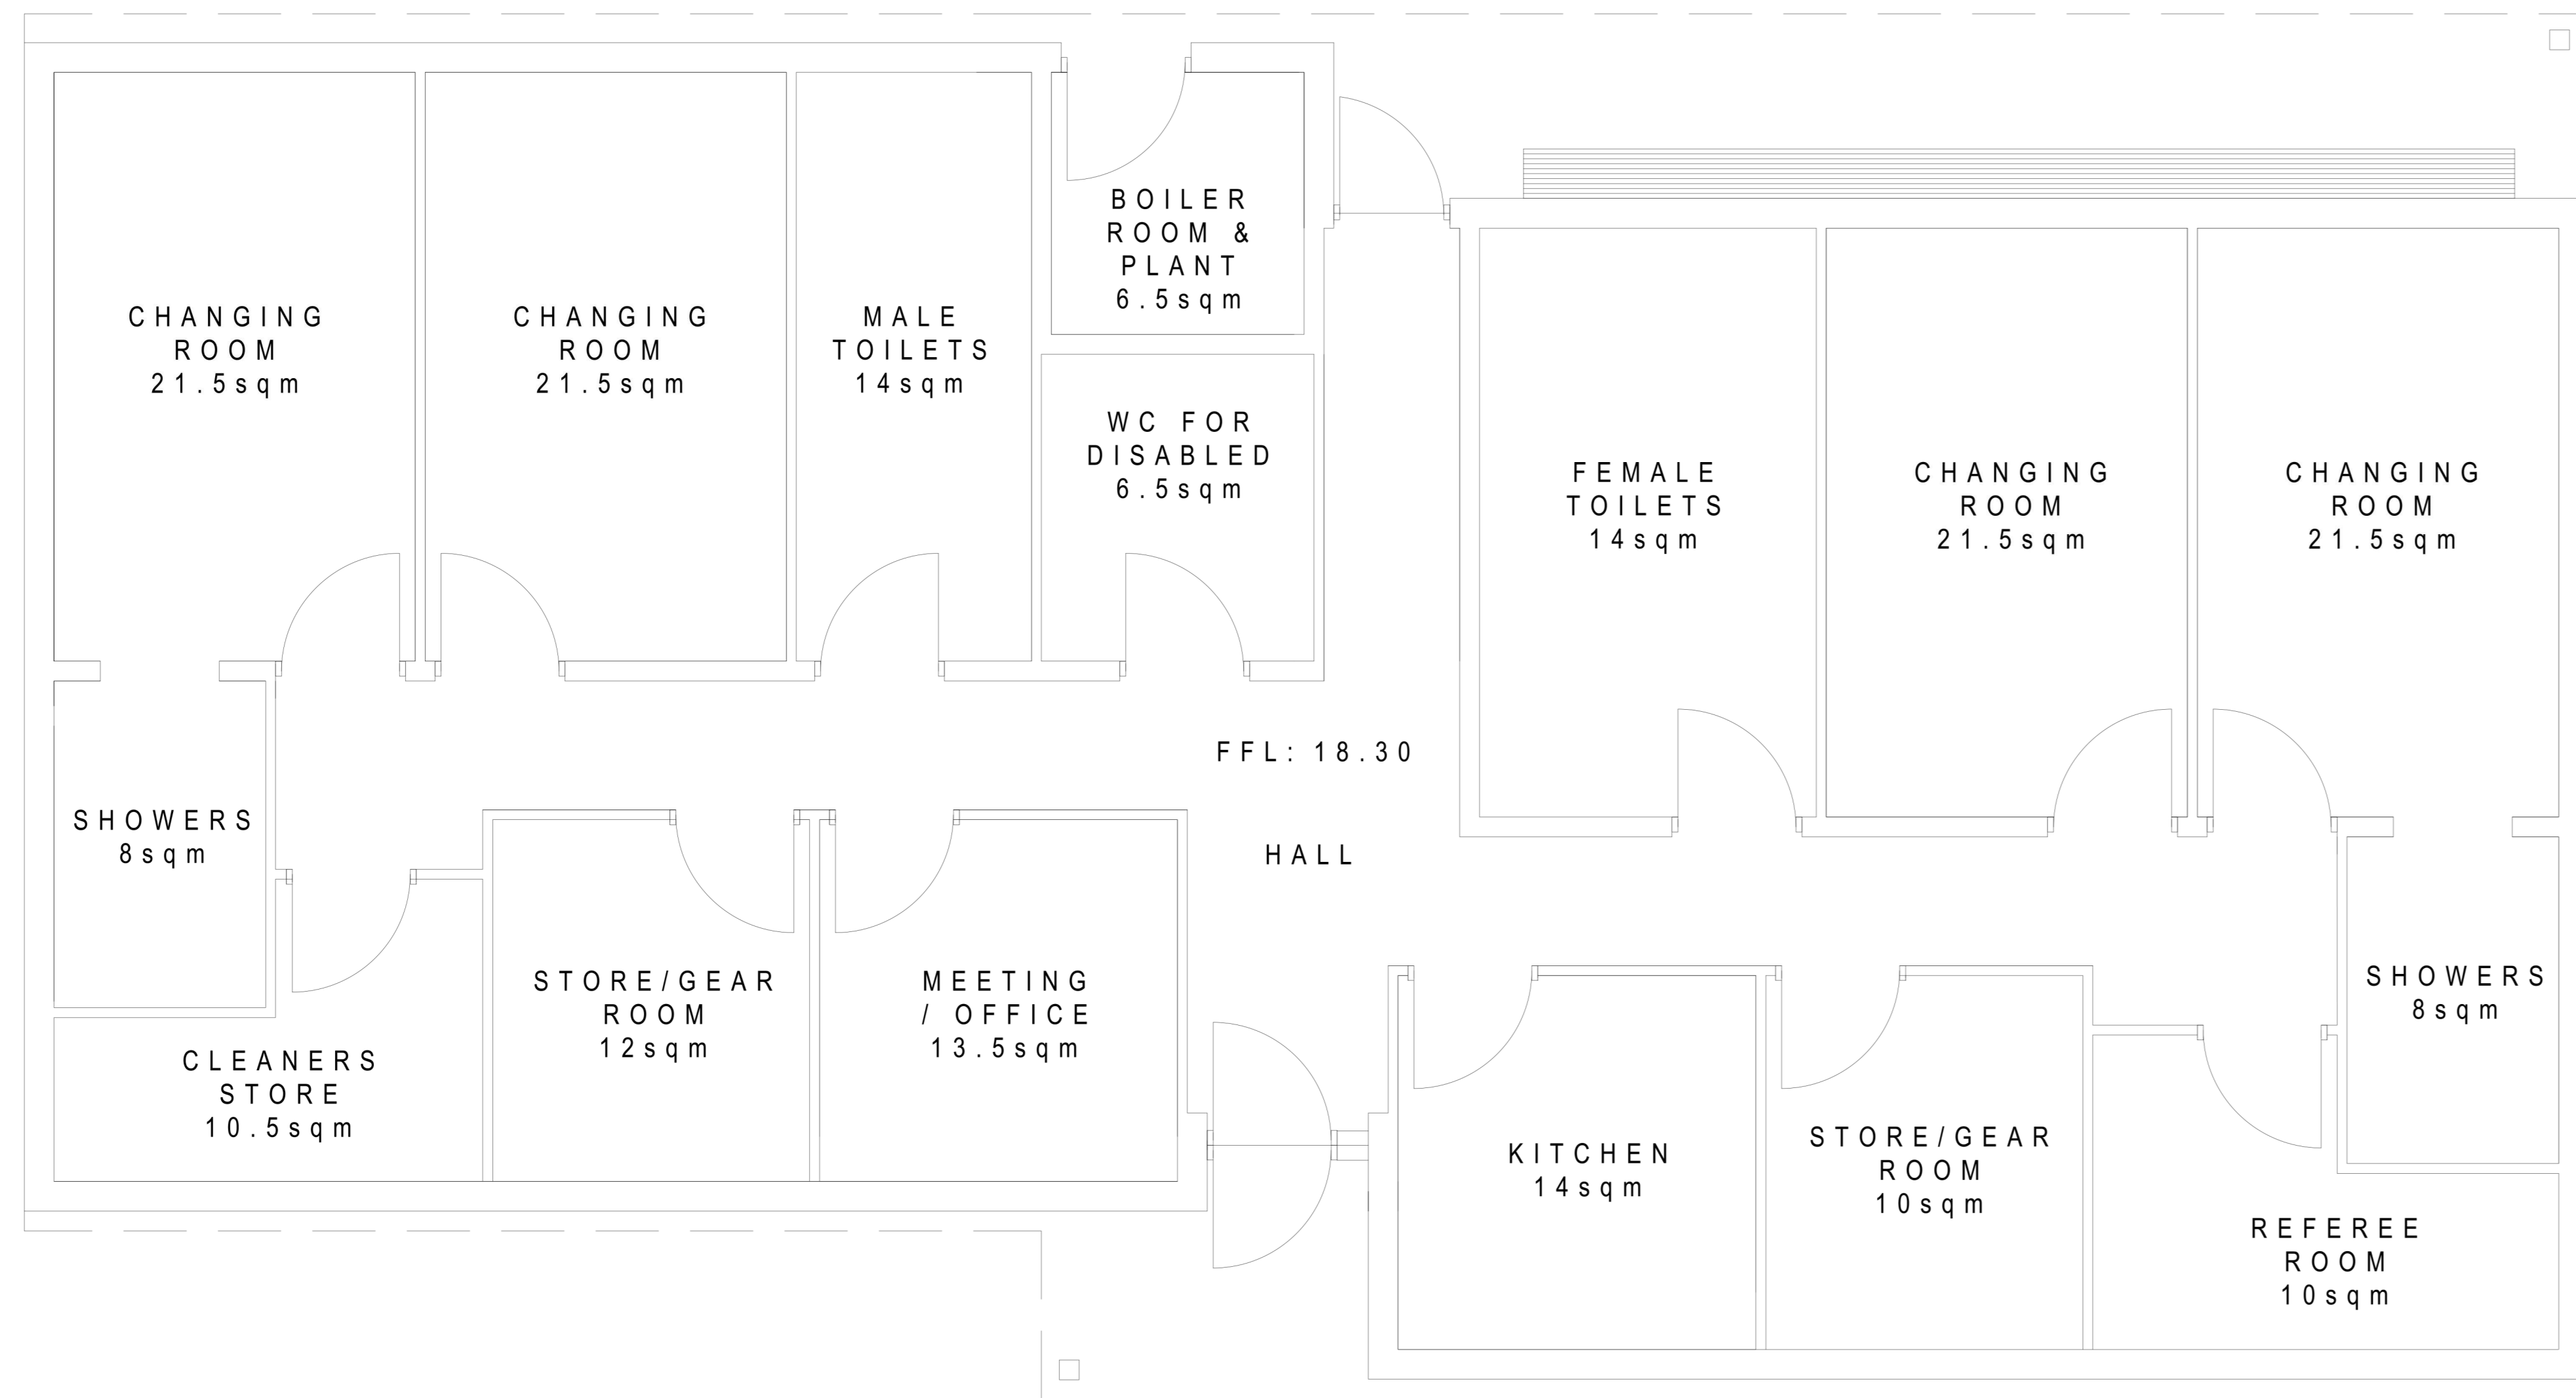 CHANGING
ROOM
21.5sqm
CHANGING
ROOM
21.5sqm
MALE
TOILETS
14sqm
BOILER
ROOM &
PLANT
6.5sqm
WC FOR
DISABLED
6.5sqm
FEMALE
TOILETS
14sqm
CHANGING
ROOM
21.5sqm
CHANGING
ROOM
21.5sqm
FFL: 18.30
HALL
SHOWERS
8sqm
CLEANERS
STORE
10.5sqm
STORE/GEAR
ROOM
12sqm
MEETING
/ OFFICE
13.5sqm
KITCHEN
14sqm
STORE/GEAR
ROOM
10sqm
SHOWERS
8sqm
REFEREE
ROOM
10sqm